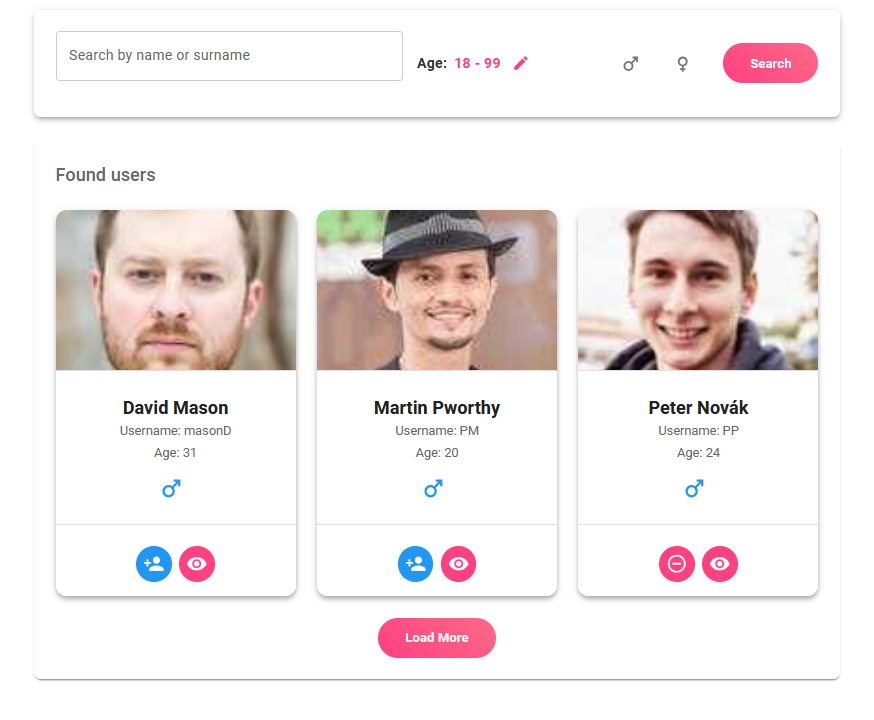 Search by name or surname
Age: 18 - 99
Search
Found users
David Mason
Username: masonD
Age: 31
Martin Pworthy
Username: PM
Age: 20
Peter Novák
Username: PP
Age: 24
Load More